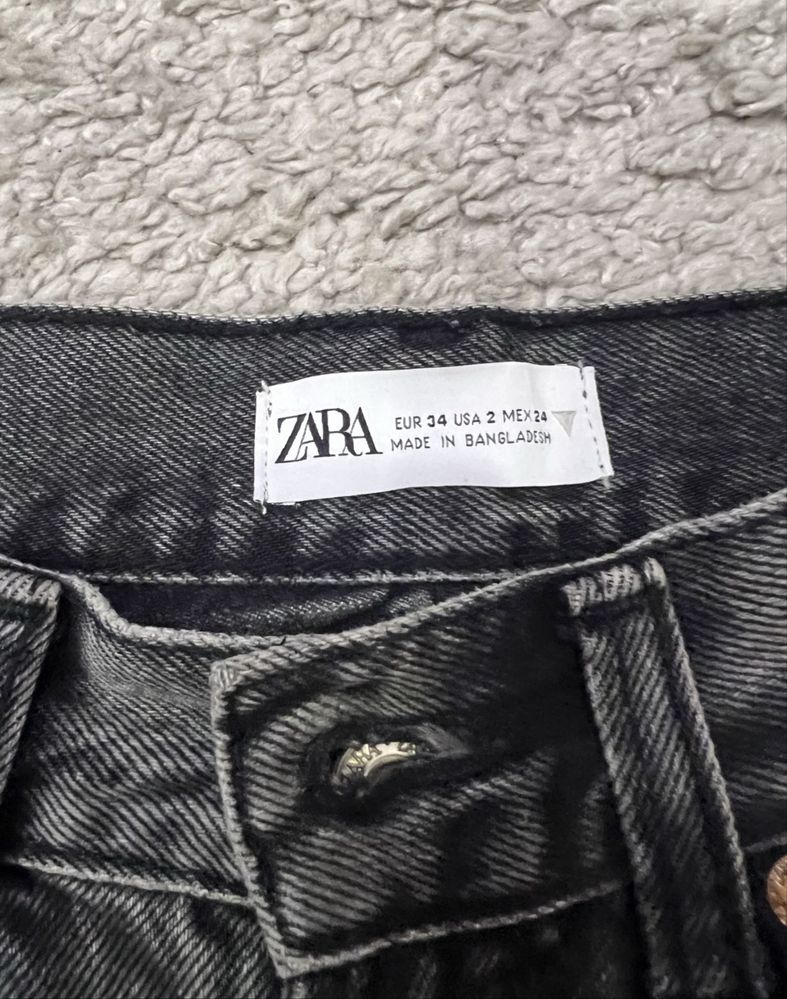 ZARA
EUR 34 USA 2 MEX 24
MADE IN BANGLADESH